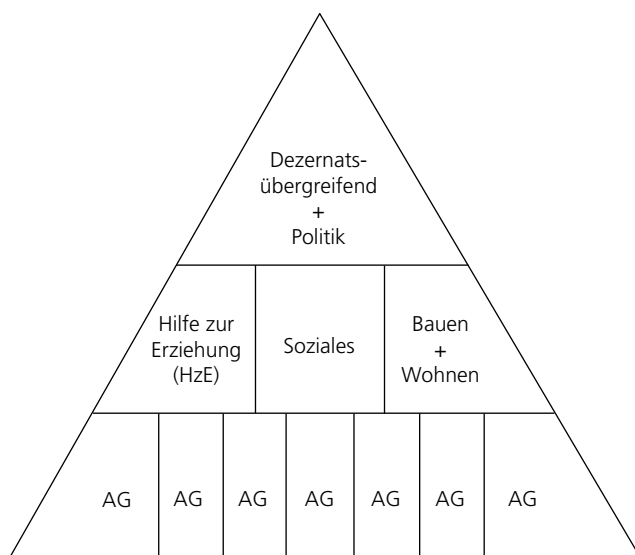 Dezernats-
übergreifend
+
Politik
Hilfe zur
Erziehung
(HzE)
Soziales
Bauen
+
Wohnen
AG AG AG AG AG AG AG